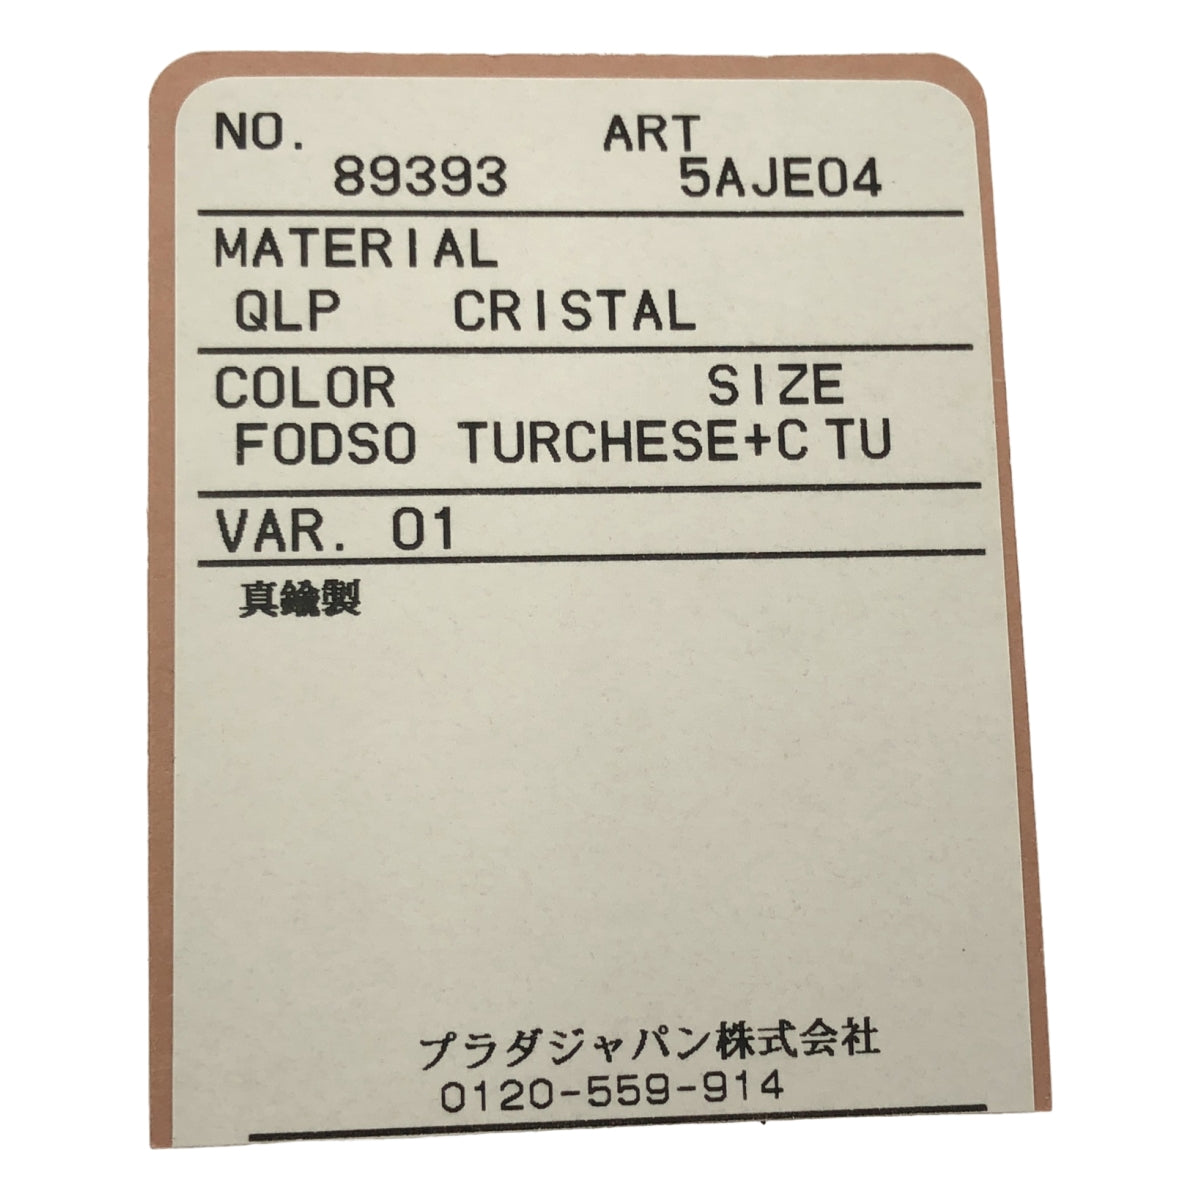 NO. ART
89393 5AJE04
MATERIAL
QLP CRISTAL
COLOR SIZE
F0DSO TURCHESE+C TU
VAR. 01
真鍮製
プラダジャパン株式会社
0120-559-914